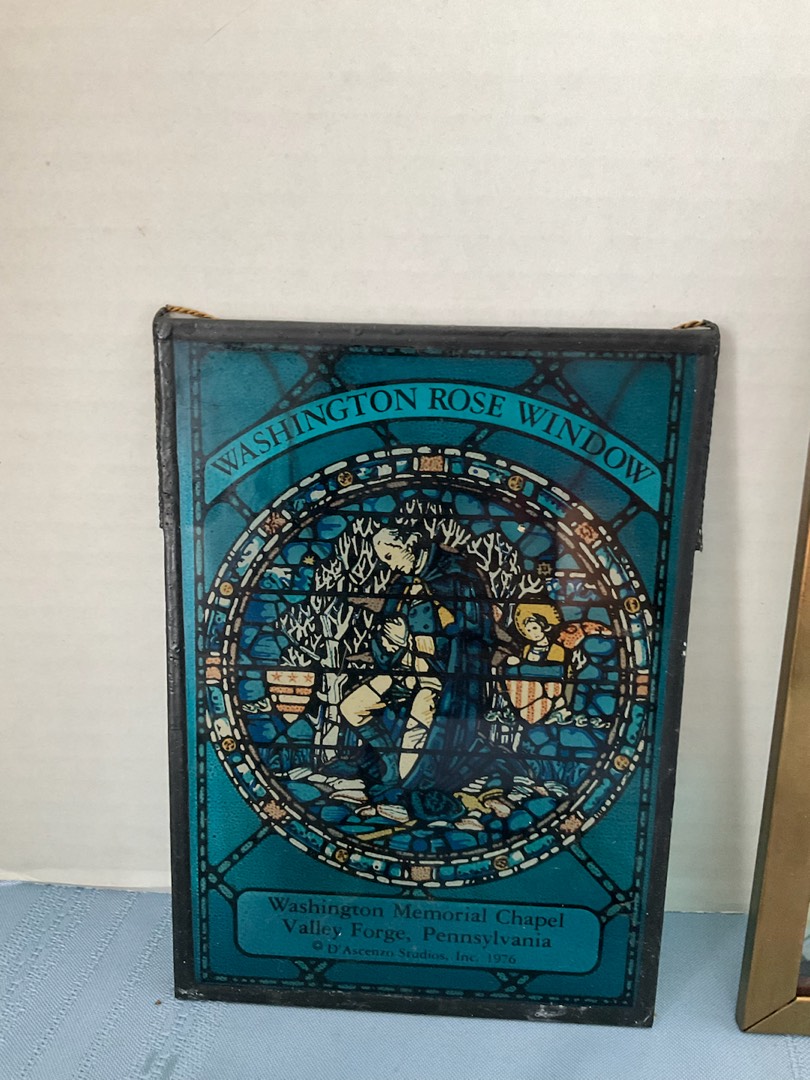 WASHINGTON ROSE WINDOW
Washington Memorial Chapel
Valley Forge, Pennsylvania
© D'Ascenzo Studios, Inc. 1976